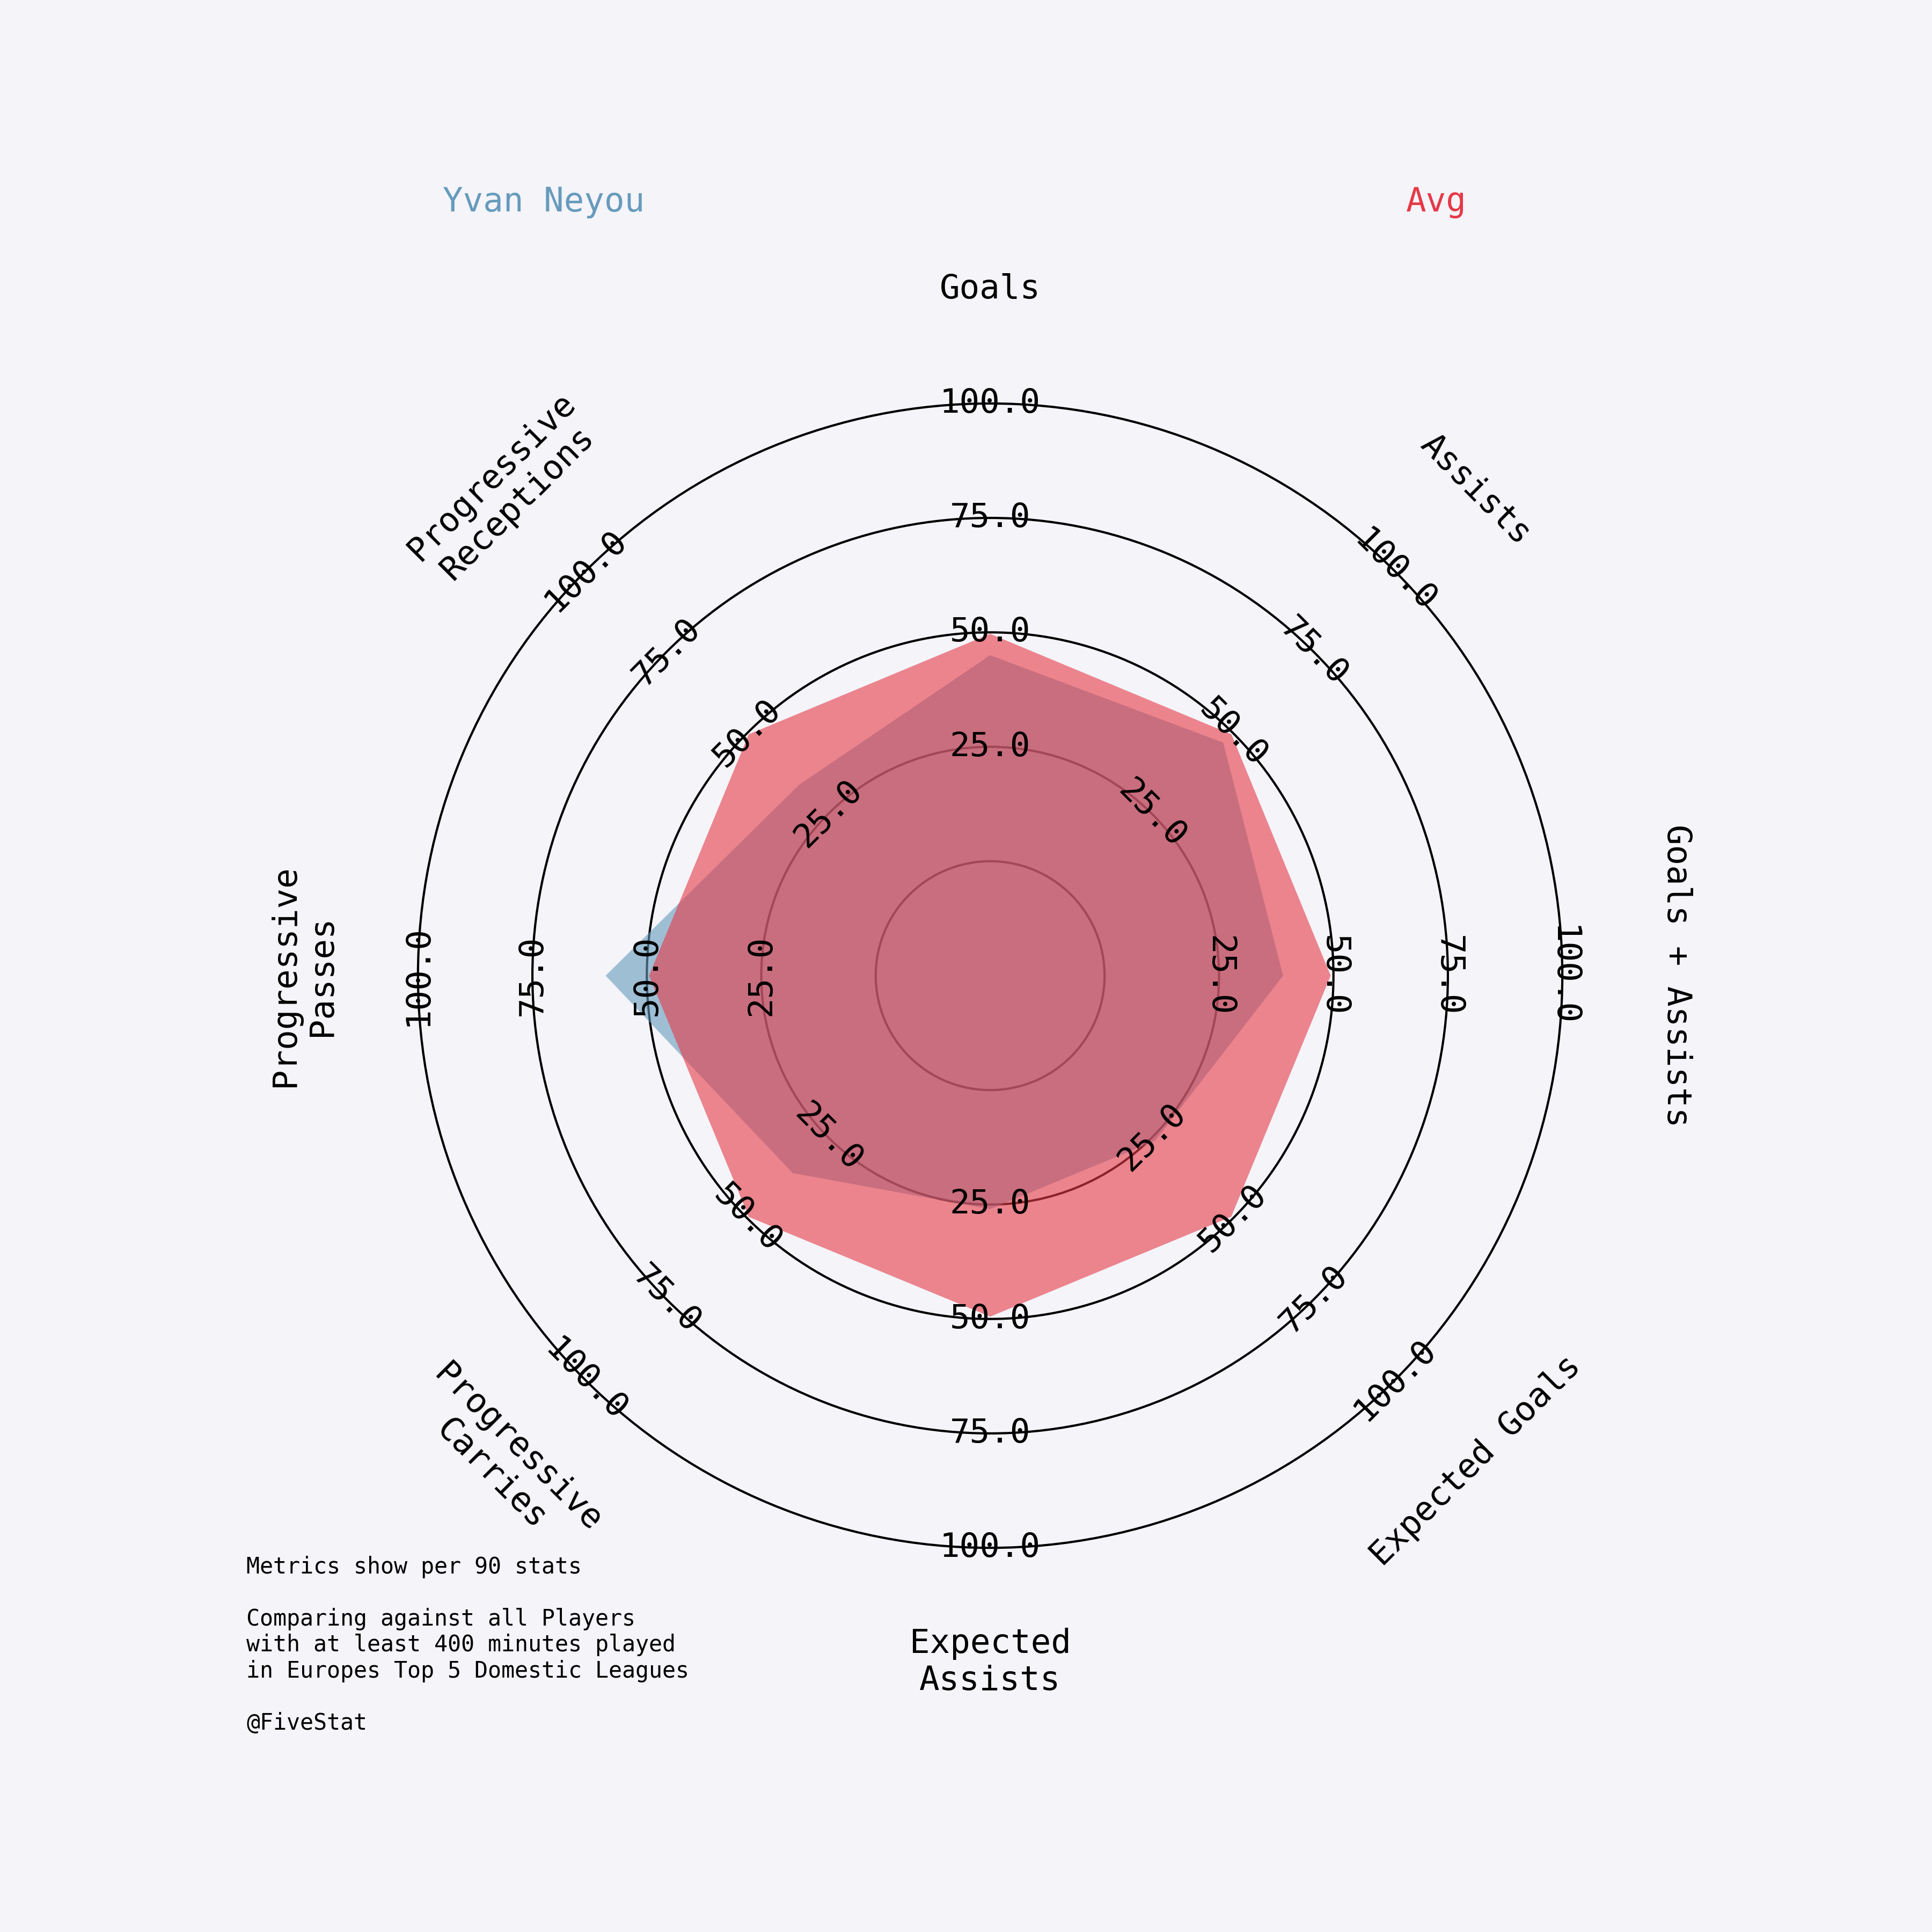 Yvan Neyou
Avg
Goals
Assists
Goals + Assists
Expected Goals
Expected
Assists
Progressive
Carries
Progressive
Passes
Progressive
Receptions
25.0
50.0
75.0
100.0
25.0
50.0
75.0
100.0
25.0
50.0
75.0
100.0
25.0
50.0
75.0
100.0
25.0
50.0
75.0
100.0
25.0
50.0
75.0
100.0
25.0
50.0
75.0
100.0
25.0
50.0
75.0
100.0
Metrics show per 90 stats
Comparing against all Players
with at least 400 minutes played
in Europes Top 5 Domestic Leagues
@FiveStat